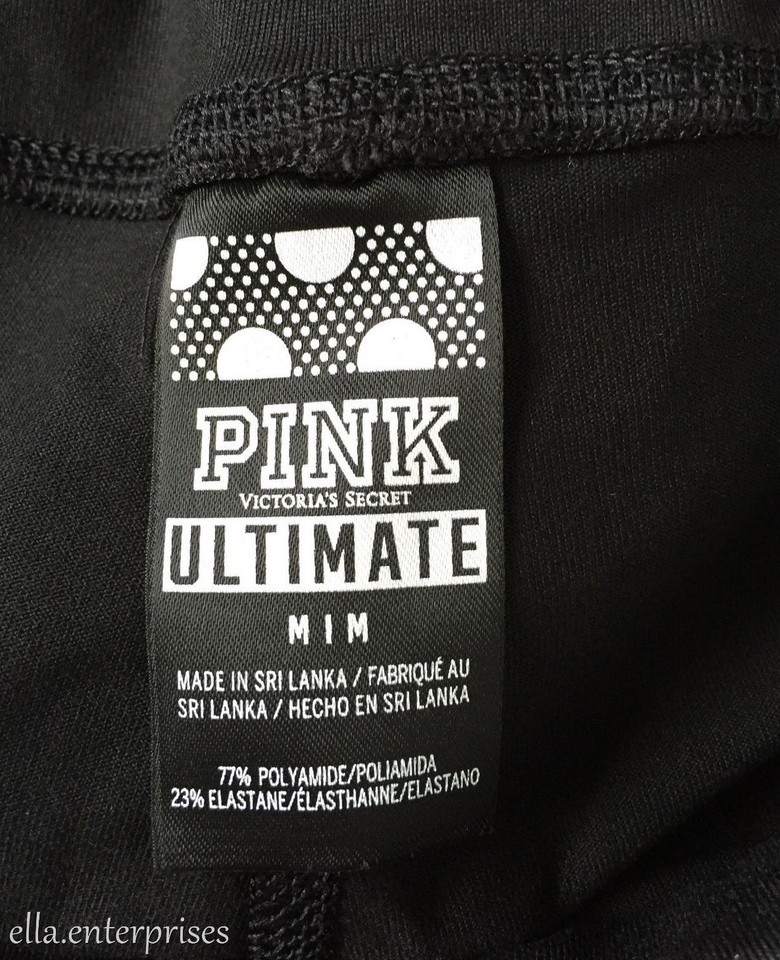 PINK
VICTORIA'S SECRET
ULTIMATE
M | M
MADE IN SRI LANKA / FABRIQUÉ AU
SRI LANKA / HECHO EN SRI LANKA
77% POLYAMIDE/POLIAMIDA
23% ELASTANE/ÉLASTHANNE/ELASTANO
ella.enterprises